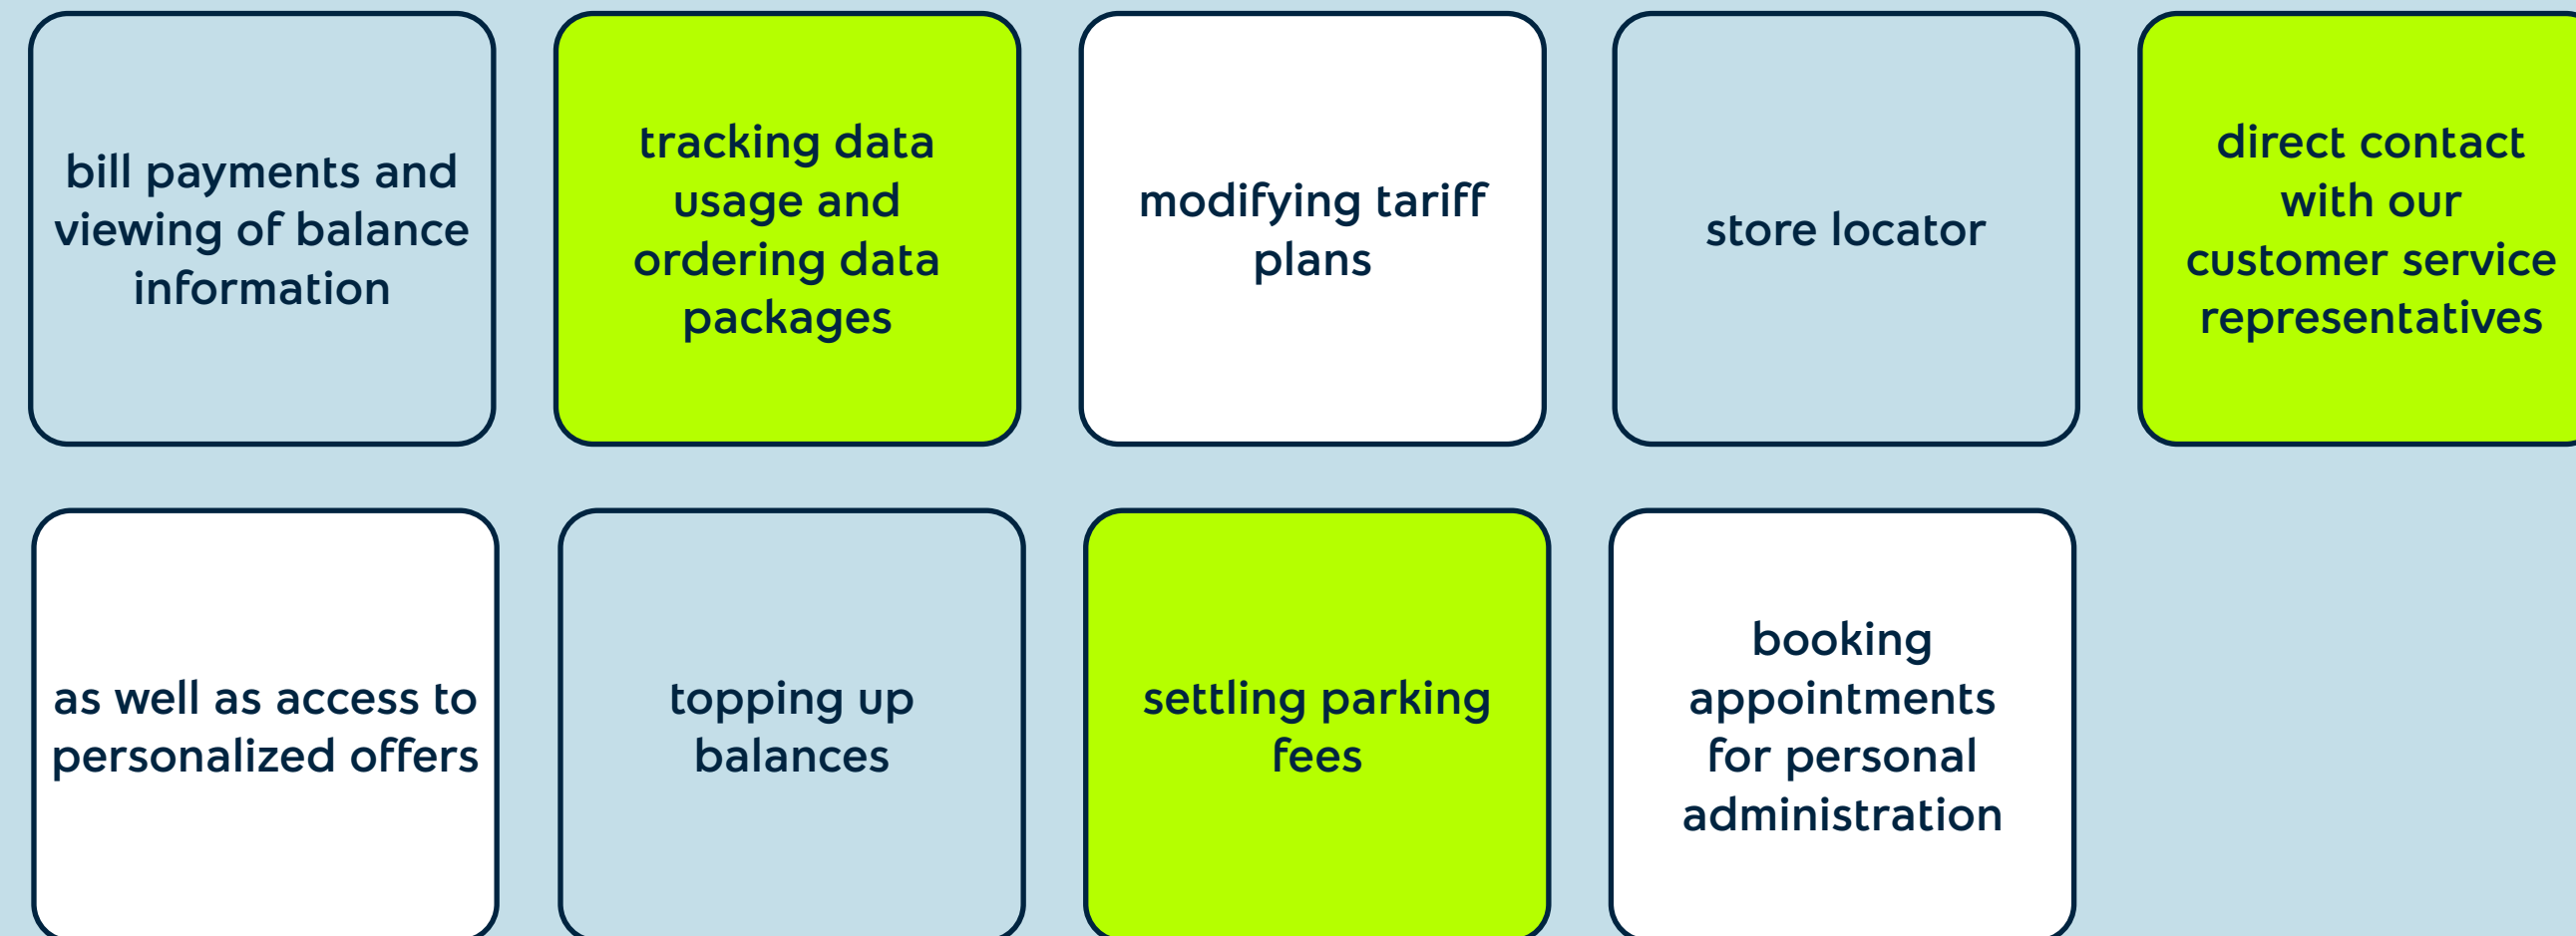 bill payments and
viewing of balance
information
tracking data
usage and
ordering data
packages
modifying tariff
plans
store locator
direct contact
with our
customer service
representatives
as well as access to
personalized offers
topping up
balances
settling parking
fees
booking
appointments
for personal
administration